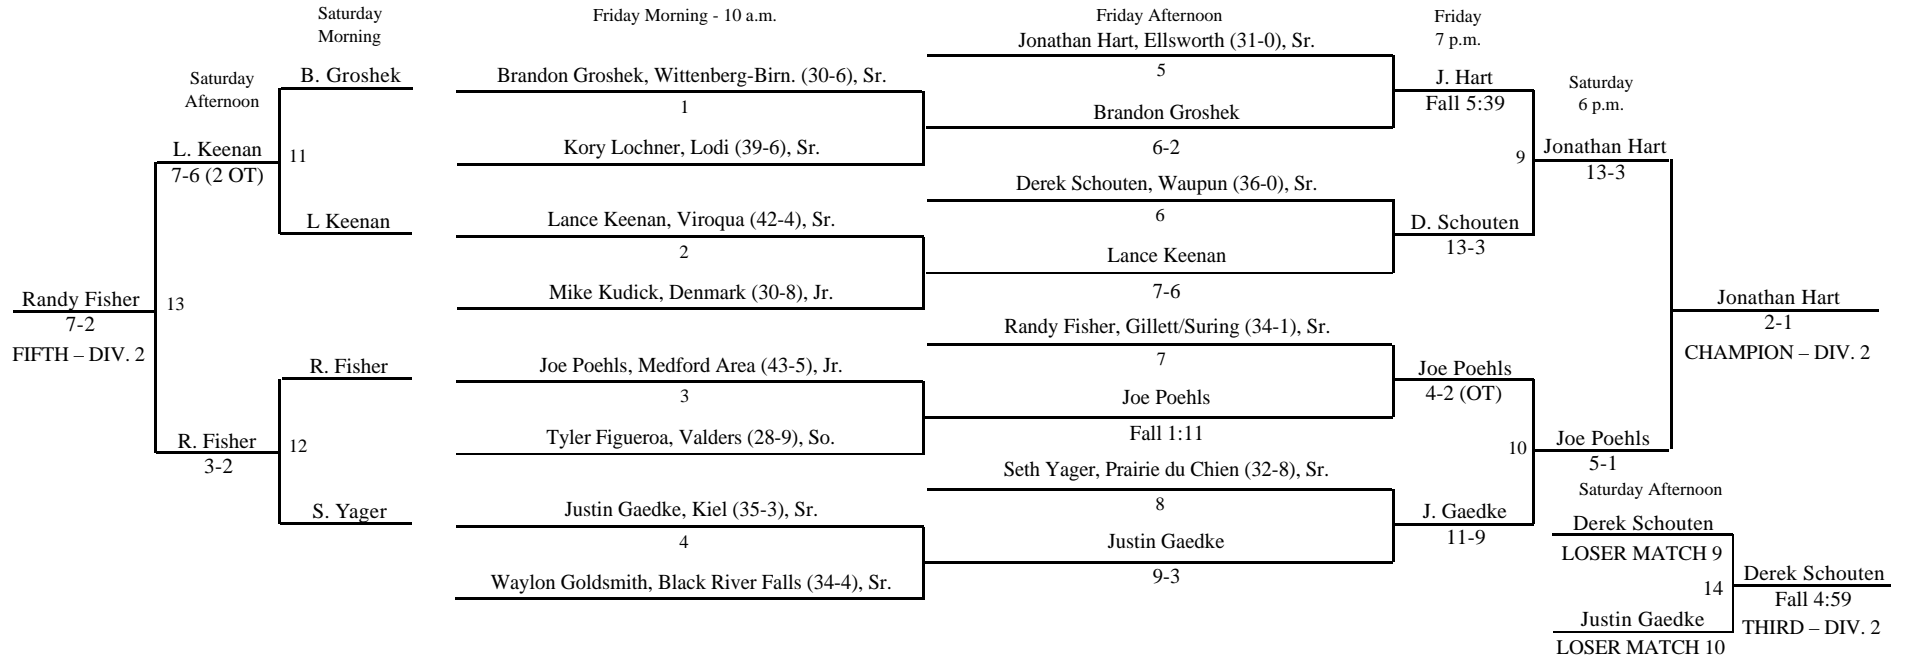 Saturday
Morning
Friday Morning - 10 a.m.
Friday Afternoon
Friday
7 p.m.
Saturday
Afternoon
Saturday
6 p.m.
B. Groshek
L. Keenan
7-6 (2 OT)
11
L Keenan
Randy Fisher
7-2
FIFTH – DIV. 2
13
R. Fisher
R. Fisher
3-2
12
S. Yager
Brandon Groshek, Wittenberg-Birn. (30-6), Sr.
1
Kory Lochner, Lodi (39-6), Sr.
Lance Keenan, Viroqua (42-4), Sr.
2
Mike Kudick, Denmark (30-8), Jr.
Joe Poehls, Medford Area (43-5), Jr.
3
Tyler Figueroa, Valders (28-9), So.
Justin Gaedke, Kiel (35-3), Sr.
4
Waylon Goldsmith, Black River Falls (34-4), Sr.
Jonathan Hart, Ellsworth (31-0), Sr.
5
Brandon Groshek
6-2
Derek Schouten, Waupun (36-0), Sr.
6
Lance Keenan
7-6
Randy Fisher, Gillett/Suring (34-1), Sr.
7
Joe Poehls
Fall 1:11
Seth Yager, Prairie du Chien (32-8), Sr.
8
Justin Gaedke
9-3
J. Hart
Fall 5:39
9
D. Schouten
13-3
Joe Poehls
4-2 (OT)
10
J. Gaedke
11-9
Jonathan Hart
13-3
Joe Poehls
5-1
Jonathan Hart
2-1
CHAMPION – DIV. 2
Saturday Afternoon
Derek Schouten
LOSER MATCH 9
14
Justin Gaedke
LOSER MATCH 10
Derek Schouten
Fall 4:59
THIRD – DIV. 2